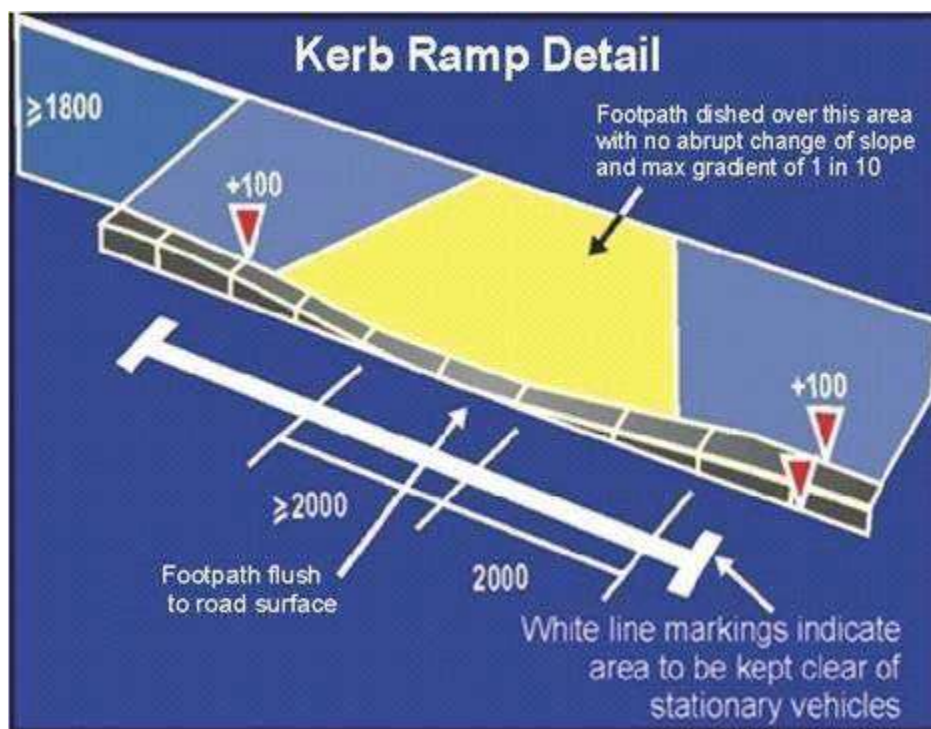 Kerb Ramp Detail
⩾1800
Footpath dished over this area
with no abrupt change of slope
and max gradient of 1 in 10
+100
+100
⩾2000
2000
Footpath flush
to road surface
White line markings indicate
area to be kept clear of
stationary vehicles